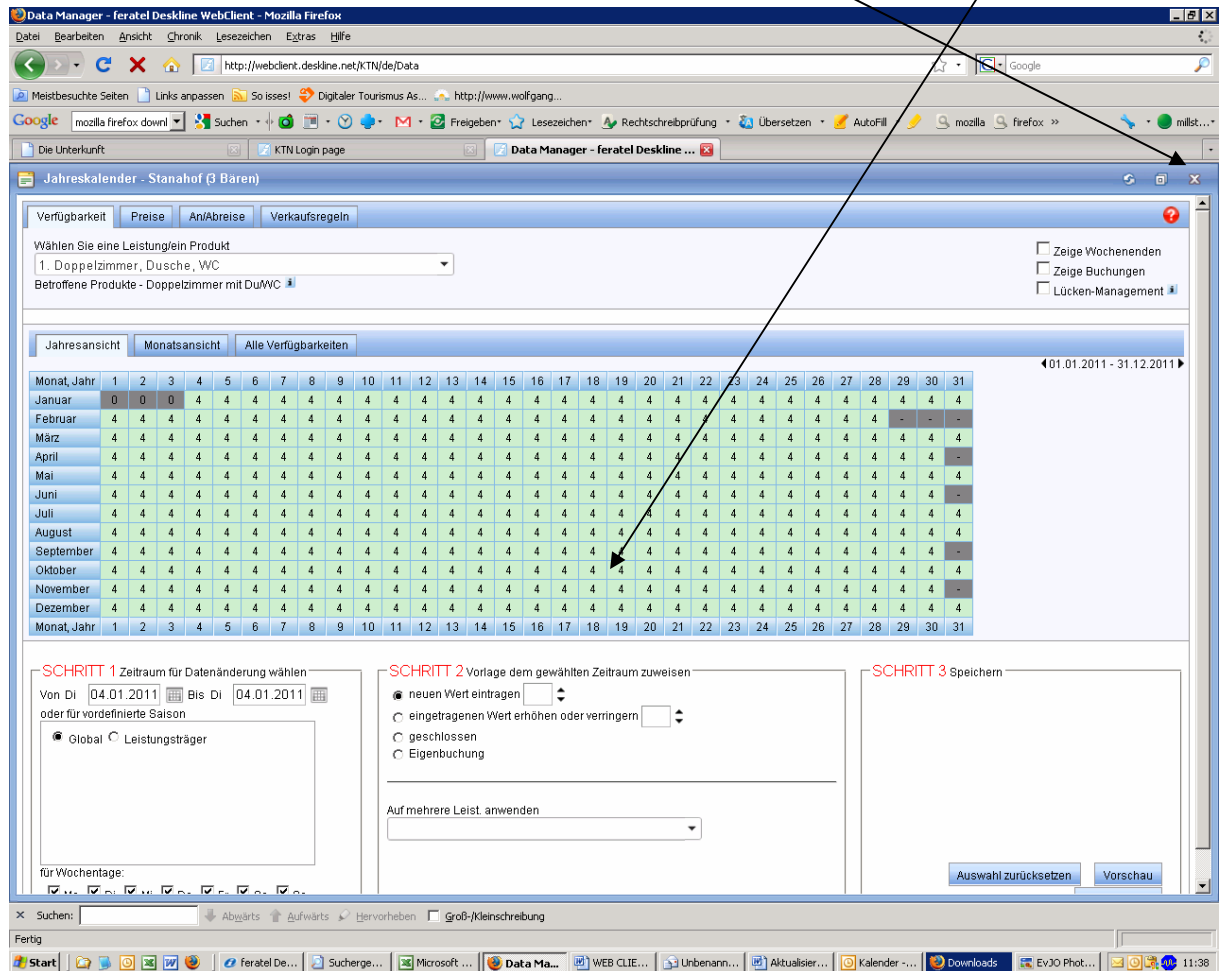 Data Manager - feratel Deskline WebClient - Mozilla Firefox
Datei Bearbeiten Ansicht Chronik Lesezeichen Extras Hilfe
http://webclient.deskline.net/KTN/de/Data Google
Meistbesuchte Seiten Links anpassen So isses! Digitaler Tourismus As... http://www.wolfgang...
Google mozilla firefox downl Suchen Freigeben Lesezeichen Rechtschreibprüfung Übersetzen AutoFill mozilla firefox » millst...
Die Unterkunft KTN Login page Data Manager - feratel Deskline ...
Jahreskalender - Stanahof (3 Bären)
Verfügbarkeit Preise An/Abreise Verkaufsregeln
Wählen Sie eine Leistung/ein Produkt
Zeige Wochenenden
1. Doppelzimmer, Dusche, WC
Zeige Buchungen
Betroffene Produkte - Doppelzimmer mit Du/WC
Lücken-Management
Jahresansicht Monatsansicht Alle Verfügbarkeiten
01.01.2011 - 31.12.2011
Monat, Jahr 1 2 3 4 5 6 7 8 9 10 11 12 13 14 15 16 17 18 19 20 21 22 23 24 25 26 27 28 29 30 31
Januar 0 0 0 4 4 4 4 4 4 4 4 4 4 4 4 4 4 4 4 4 4 4 4 4 4 4 4 4 4 4 4
Februar 4 4 4 4 4 4 4 4 4 4 4 4 4 4 4 4 4 4 4 4 4 4 4 4 4 4 4 4 - - -
März 4 4 4 4 4 4 4 4 4 4 4 4 4 4 4 4 4 4 4 4 4 4 4 4 4 4 4 4 4 4 4
April 4 4 4 4 4 4 4 4 4 4 4 4 4 4 4 4 4 4 4 4 4 4 4 4 4 4 4 4 4 4 -
Mai 4 4 4 4 4 4 4 4 4 4 4 4 4 4 4 4 4 4 4 4 4 4 4 4 4 4 4 4 4 4 4
Juni 4 4 4 4 4 4 4 4 4 4 4 4 4 4 4 4 4 4 4 4 4 4 4 4 4 4 4 4 4 4 -
Juli 4 4 4 4 4 4 4 4 4 4 4 4 4 4 4 4 4 4 4 4 4 4 4 4 4 4 4 4 4 4 4
August 4 4 4 4 4 4 4 4 4 4 4 4 4 4 4 4 4 4 4 4 4 4 4 4 4 4 4 4 4 4 4
September 4 4 4 4 4 4 4 4 4 4 4 4 4 4 4 4 4 4 4 4 4 4 4 4 4 4 4 4 4 4 -
Oktober 4 4 4 4 4 4 4 4 4 4 4 4 4 4 4 4 4 4 4 4 4 4 4 4 4 4 4 4 4 4 4
November 4 4 4 4 4 4 4 4 4 4 4 4 4 4 4 4 4 4 4 4 4 4 4 4 4 4 4 4 4 4 -
Dezember 4 4 4 4 4 4 4 4 4 4 4 4 4 4 4 4 4 4 4 4 4 4 4 4 4 4 4 4 4 4 4
Monat, Jahr 1 2 3 4 5 6 7 8 9 10 11 12 13 14 15 16 17 18 19 20 21 22 23 24 25 26 27 28 29 30 31
SCHRITT 1 Zeitraum für Datenänderung wählen
Von Di 04.01.2011 Bis Di 04.01.2011
oder für vordefinierte Saison
Global Leistungsträger
für Wochentage:
SCHRITT 2 Vorlage dem gewählten Zeitraum zuweisen
neuen Wert eintragen
eingetragenen Wert erhöhen oder verringern
geschlossen
Eigenbuchung
Auf mehrere Leist. anwenden
SCHRITT 3 Speichern
Auswahl zurücksetzen Vorschau
Suchen: Abwärts Aufwärts Hervorheben Groß-/Kleinschreibung
Fertig
Start feratel De... Sucherge... Microsoft ... Data Ma... WEB CLIE... Unbenann... Aktualisier... Kalender -... Downloads EvJO Phot... 11:38